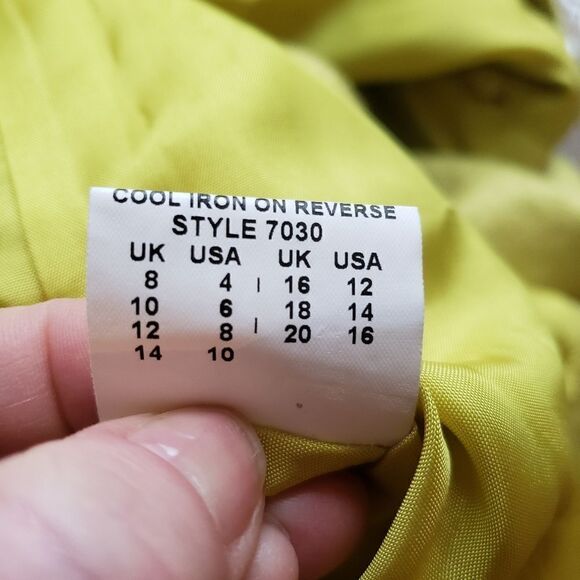 COOL IRON ON REVERSE
STYLE 7030
UK USA UK USA
8 4 16 12
10 6 18 14
12 8 20 16
14 10